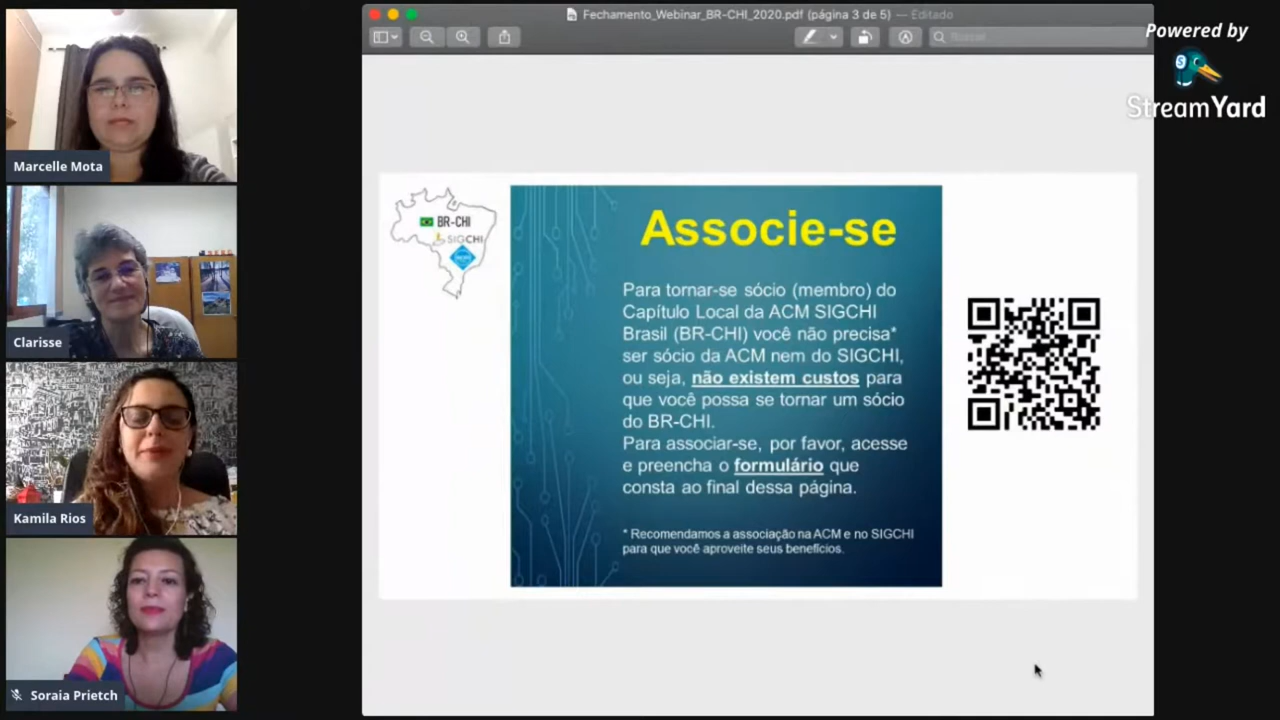 Fechamento_Webinar_BR-CHI_2020.pdf (página 3 de 5) — Editado
Buscar
Powered by
StreamYard
Marcelle Mota
Clarisse
Kamila Rios
Soraia Prietch
BR-CHI
SIGCHI
Associe-se
Para tornar-se sócio (membro) do
Capítulo Local da ACM SIGCHI
Brasil (BR-CHI) você não precisa*
ser sócio da ACM nem do SIGCHI,
ou seja, não existem custos para
que você possa se tornar um sócio
do BR-CHI.
Para associar-se, por favor, acesse
e preencha o formulário que
consta ao final dessa página.
* Recomendamos a associação na ACM e no SIGCHI
para que você aproveite seus benefícios.